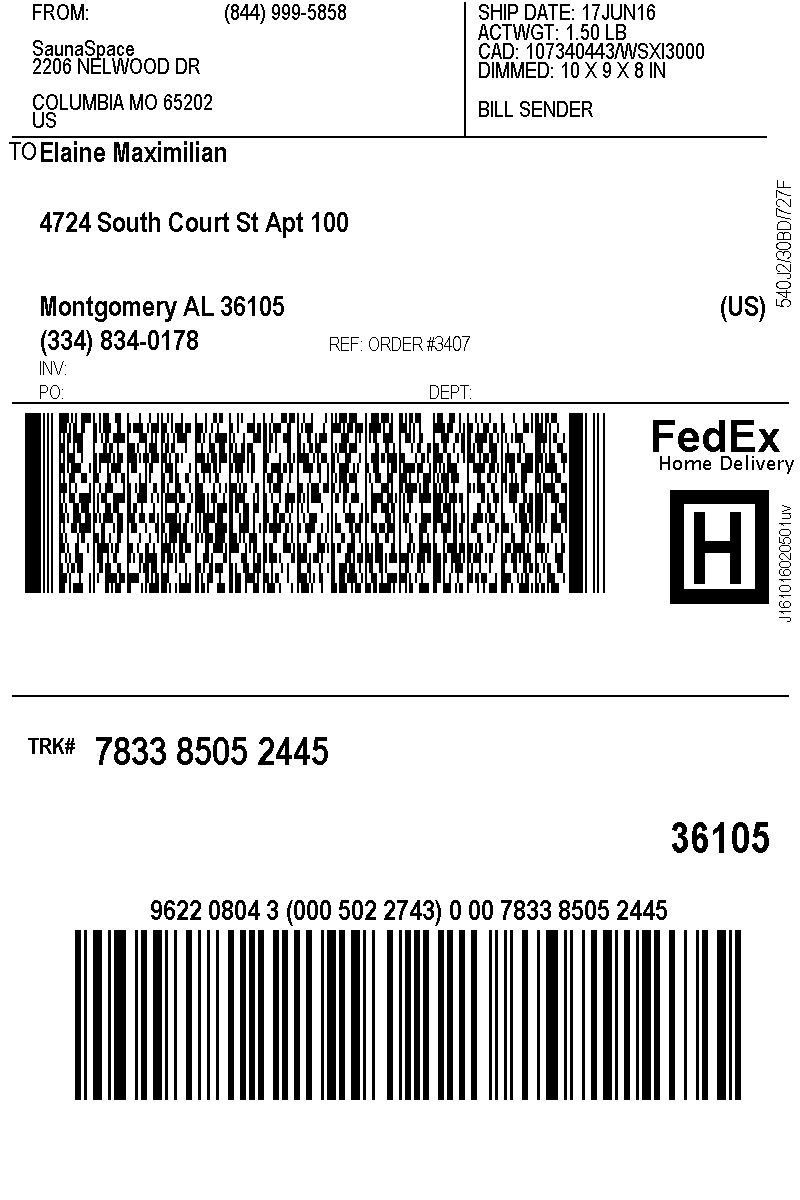 FROM: (844) 999-5858
SaunaSpace
2206 NELWOOD DR
COLUMBIA MO 65202
US
SHIP DATE: 17JUN16
ACTWGT: 1.50 LB
CAD: 107340443/WSXI3000
DIMMED: 10 X 9 X 8 IN
BILL SENDER
TO Elaine Maximilian
4724 South Court St Apt 100
Montgomery AL 36105 (US)
(334) 834-0178 REF: ORDER #3407
INV:
PO: DEPT:
540J2/30BD/727F
FedEx
Home Delivery
H
J161016020501uv
TRK# 7833 8505 2445
36105
9622 0804 3 (000 502 2743) 0 00 7833 8505 2445